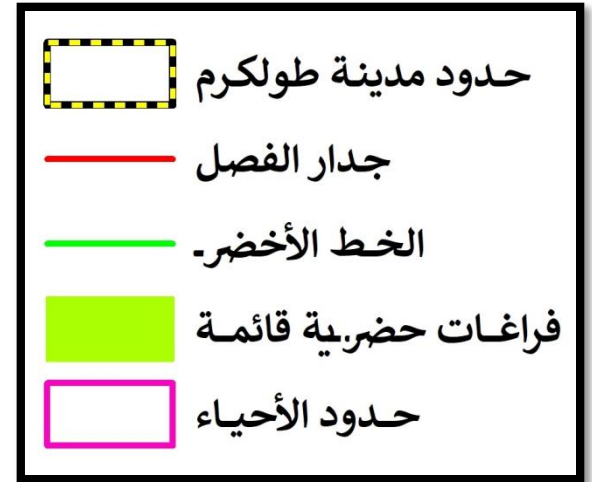 حدود مدينة طولكرم
جدار الفصل
الخط الأخضر
فراغات حضرية قائمة
حدود الأحياء